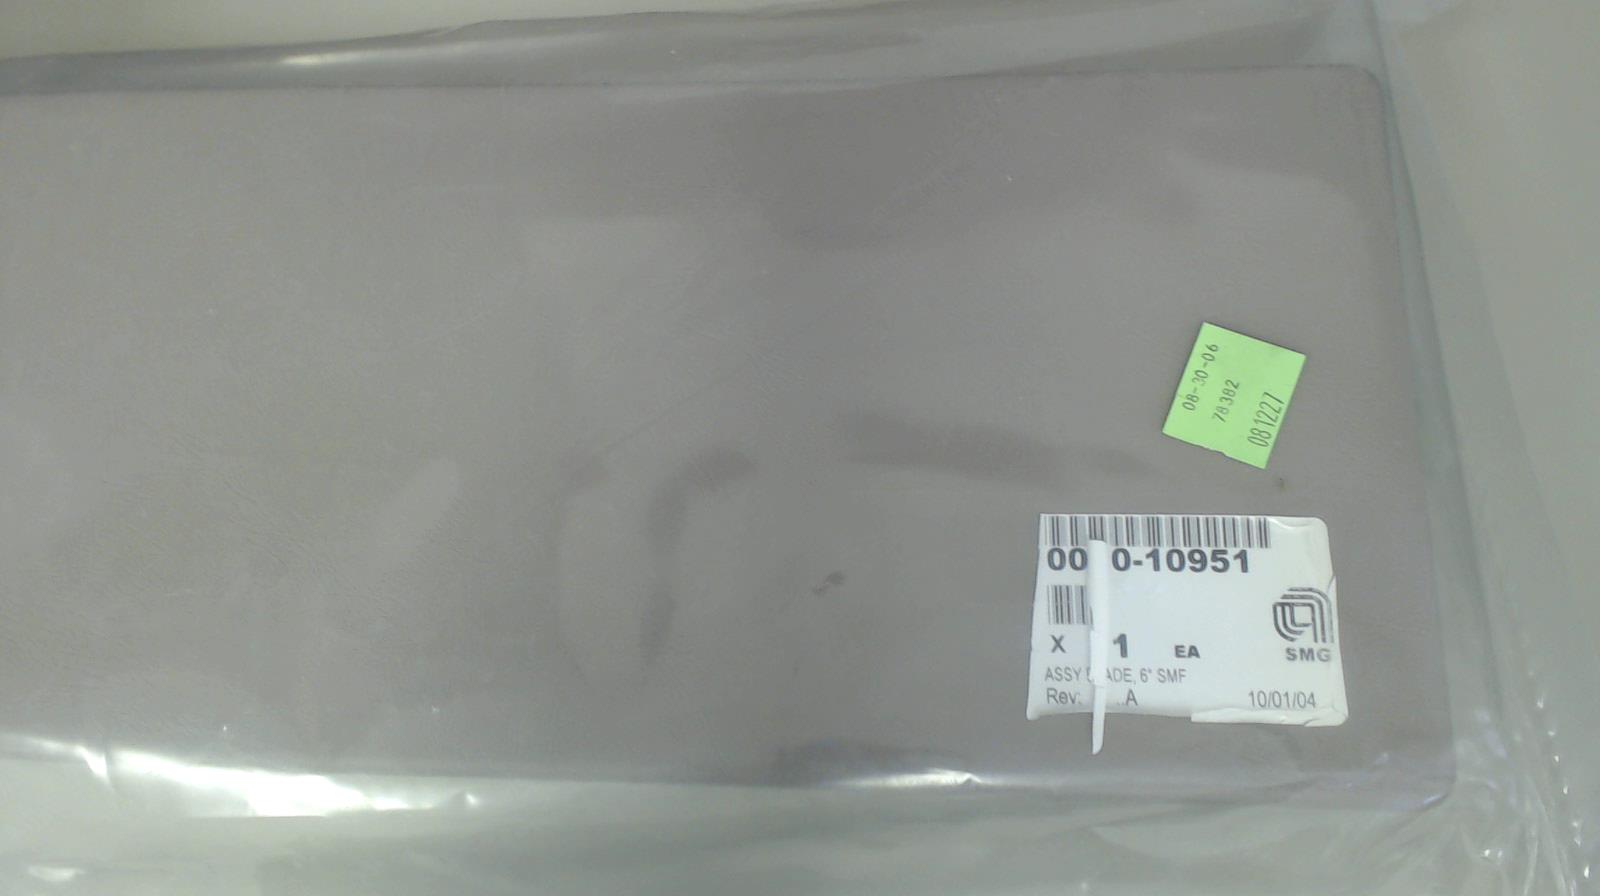 08-30-06
78382
081227
0-10951
X 1 EA
SMG
ASSY 6" SMF
Rev: A 10/01/04